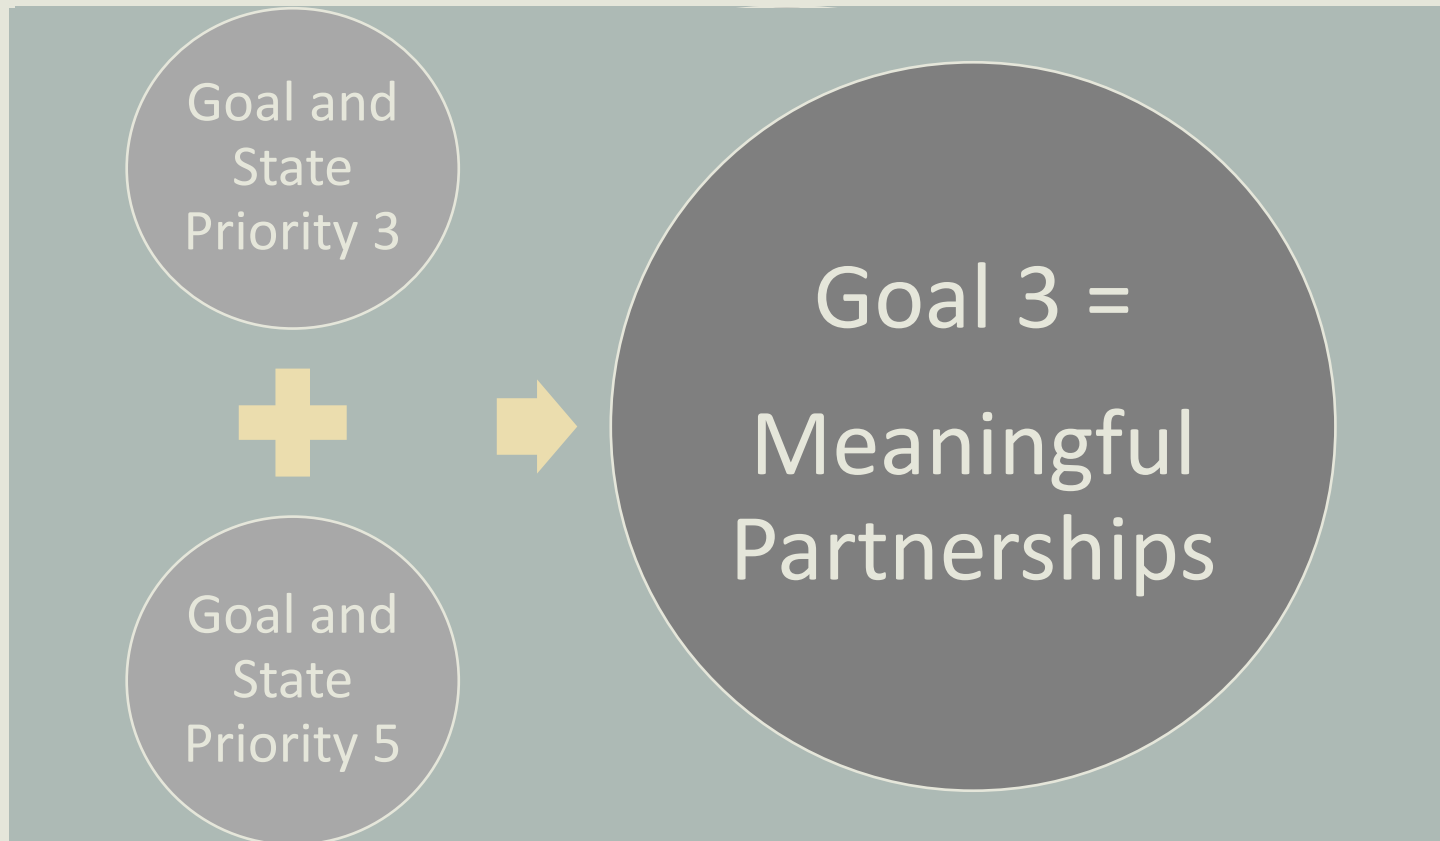 Goal and
State
Priority 3
Goal and
State
Priority 5
Goal 3 =
Meaningful
Partnerships